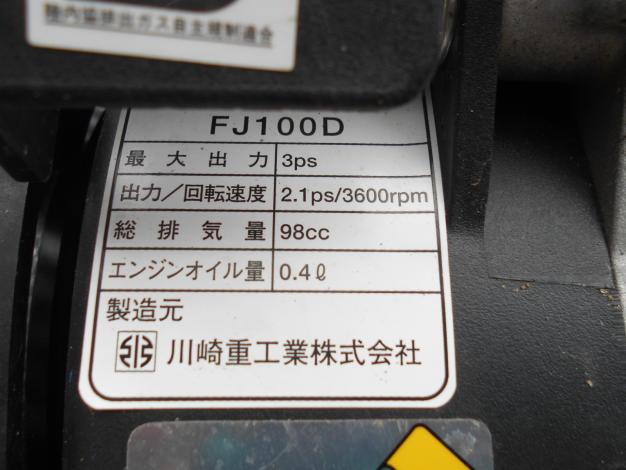 陸内協排出ガス自主規制適合
FJ100D
最大出力 3ps
出力/回転速度 2.1ps/3600rpm
総排気量 98cc
エンジンオイル量 0.4ℓ
製造元
川崎重工業株式会社